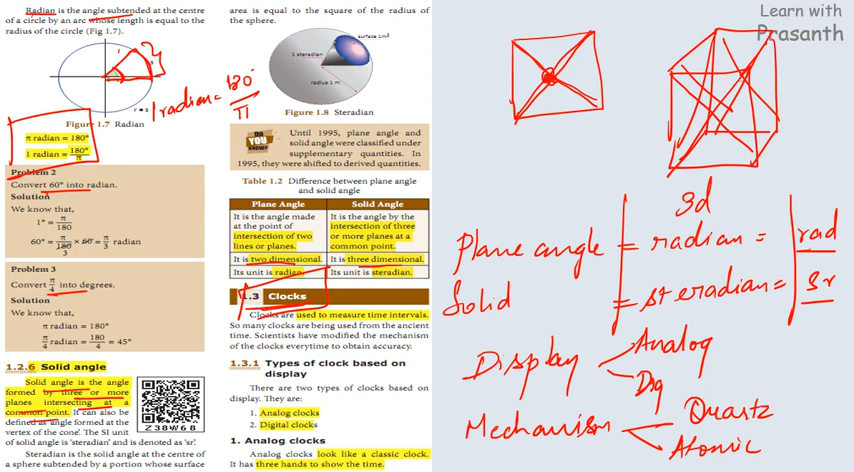 Radian is the angle subtended at the centre
of a circle by an arc whose length is equal to the
radius of the circle (Fig 1.7).
r = 1
Figure 1.7 Radian
π radian = 180°
1 radian = 180°/π
Problem 2
Convert 60° into radian.
Solution
We know that,
1° = π/180
60° = π/180 × 60 = π/3 radian
3
Problem 3
Convert π/4 into degrees.
Solution
We know that,
π radian = 180°
π/4 radian = 180/4 = 45°
1.2.6 Solid angle
Solid angle is the angle
formed by three or more
planes intersecting at a
common point. It can also be
defined as angle formed at the
vertex of the cone. The SI unit
of solid angle is 'steradian' and is denoted as 'sr'.
Z38W68
Steradian is the solid angle at the centre of
a sphere subtended by a portion whose surface
area is equal to the square of the radius of
the sphere.
surface 1m²
1 steradian
radius 1 m
Figure 1.8 Steradian
DO YOU KNOW?
Until 1995, plane angle and
solid angle were classified under
supplementary quantities. In
1995, they were shifted to derived quantities.
Table 1.2 Difference between plane angle
and solid angle
Plane Angle Solid Angle
It is the angle made It is the angle by the
at the point of intersection of three
intersection of two or more planes at a
lines or planes. common point.
It is two dimensional. It is three dimensional.
Its unit is radian. Its unit is steradian.
1.3 Clocks
Clocks are used to measure time intervals.
So many clocks are being used from the ancient
time. Scientists have modified the mechanism
of the clocks everytime to obtain accuracy.
1.3.1 Types of clock based on
display
There are two types of clocks based on
display. They are:
1. Analog clocks
2. Digital clocks
1. Analog clocks
Analog clocks look like a classic clock.
It has three hands to show the time.
1 radian = 180°/π
Learn with
Prasanth
3d
Plane angle = radian = rad
Solid = steradian = sr
Display
Analog
Dig
Mechanism
Quartz
Atomic